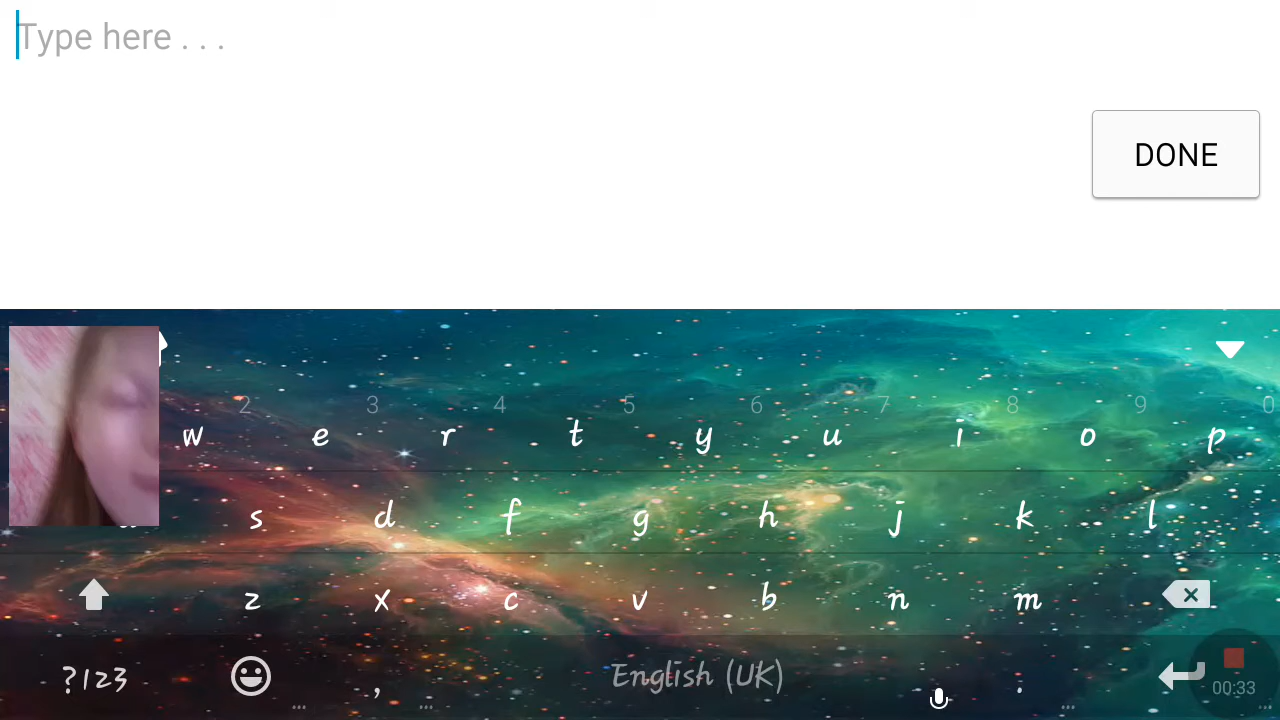 Type here . . .
DONE
2 3 4 5 6 7 8 9 0
w e r t y u i o p
s d f g h j k l
z x c v b n m
?123 , English (UK) .
00:33